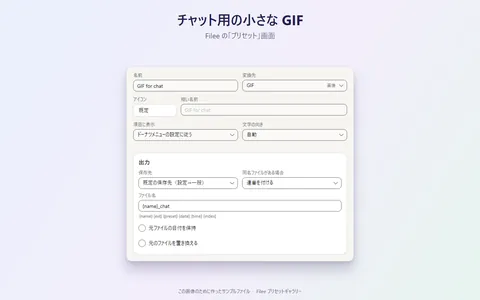 チャット用の小さな GIF
Filee の「プリセット」画面
名前
変換先
GIF for chat
GIF
アイコン
短い名前
既定
GIF for chat
項目に表示
文字の向き
ドーナツメニューの設定に従う
自動
出力
保存先
同名ファイルがある場合
既定の保存先（設定→一般）
連番を付ける
ファイル名
{name}_chat
{name} {ext} {preset} {date} {time} {index}
元ファイルの日付を保持
元のファイルを置き換える
この画像のために作ったサンプルファイル · Filee プリセットギャラリー